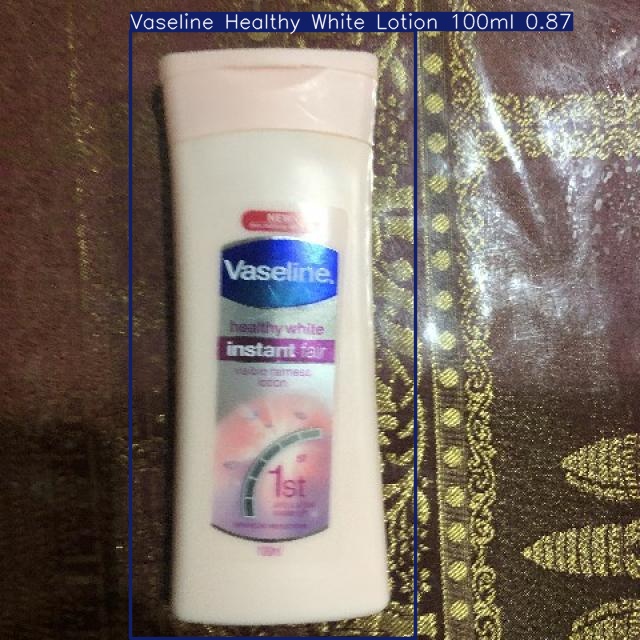 Vaseline Healthy White Lotion 100ml 0.87
NEW!
Vaseline.
healthy white
instant fair
visible fairness
lotion
1st
100ml